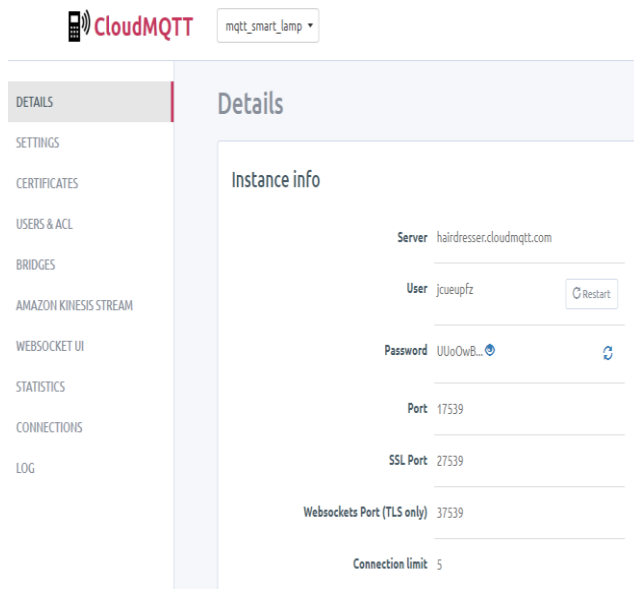 CloudMQTT
mqtt_smart_lamp
DETAILS
SETTINGS
CERTIFICATES
USERS & ACL
BRIDGES
AMAZON KINESIS STREAM
WEBSOCKET UI
STATISTICS
CONNECTIONS
LOG
Details
Instance info
Server hairdresser.cloudmqtt.com
User jcueupfz Restart
Password UUoOwB...
Port 17539
SSL Port 27539
Websockets Port (TLS only) 37539
Connection limit 5